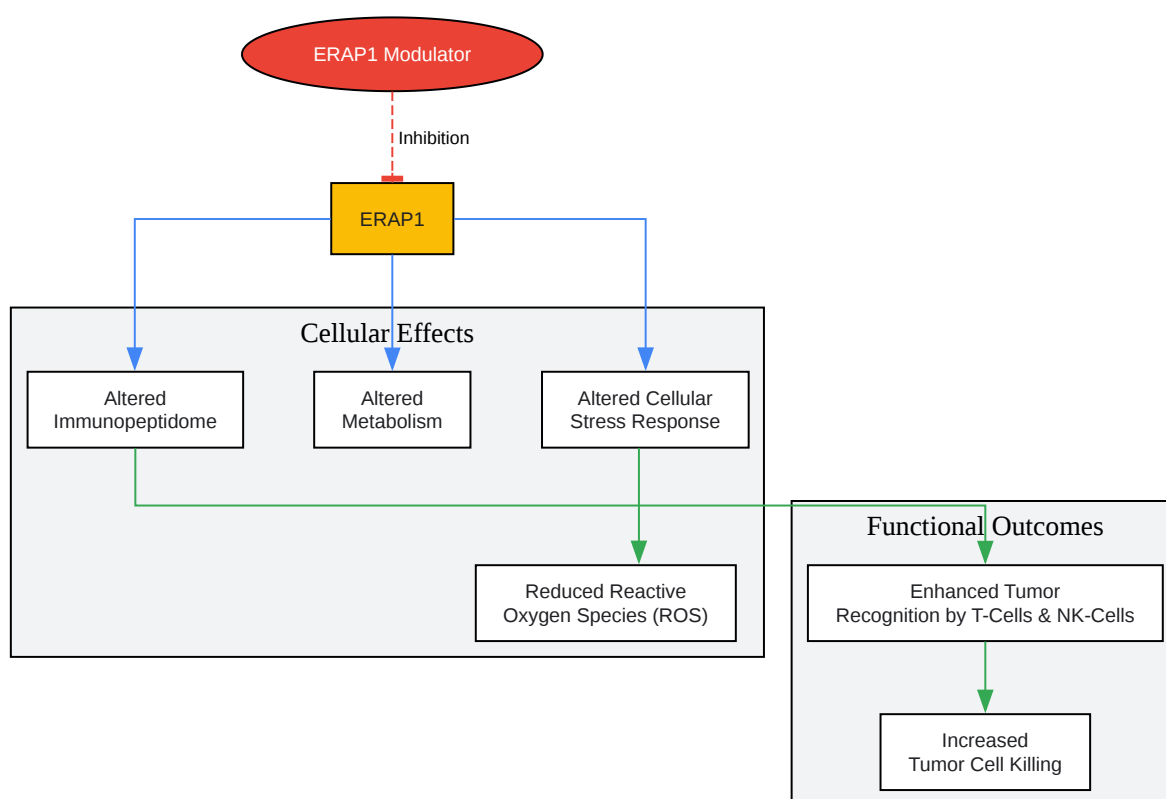 ERAP1 Modulator
Inhibition
ERAP1
Cellular Effects
Altered
Immunopeptidome
Altered
Metabolism
Altered Cellular
Stress Response
Functional Outcomes
Reduced Reactive
Oxygen Species (ROS)
Enhanced Tumor
Recognition by T-Cells & NK-Cells
Increased
Tumor Cell Killing